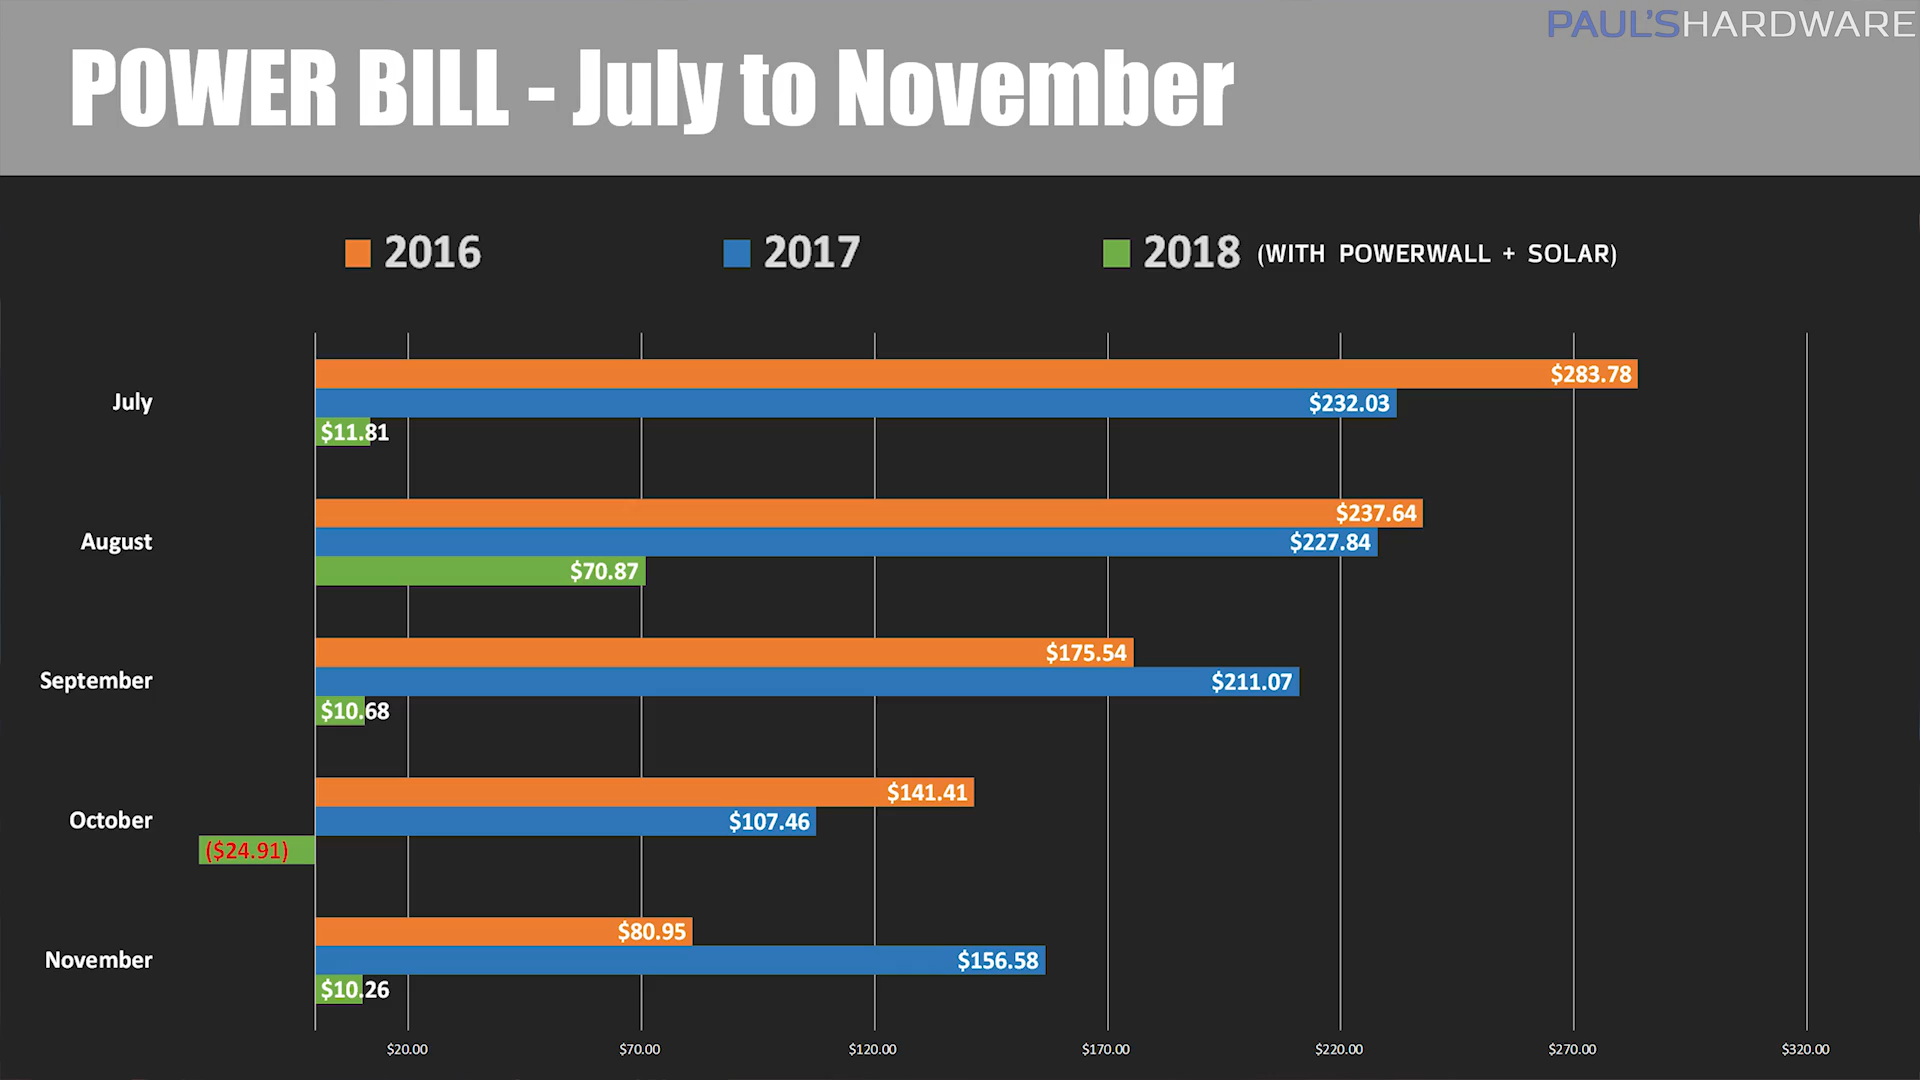 PAUL'SHARDWARE
POWER BILL - July to November
2016
2017
2018 (WITH POWERWALL + SOLAR)
July
$283.78
$232.03
$11.81
August
$237.64
$227.84
$70.87
September
$175.54
$211.07
$10.68
October
$141.41
$107.46
($24.91)
November
$80.95
$156.58
$10.26
$20.00 $70.00 $120.00 $170.00 $220.00 $270.00 $320.00